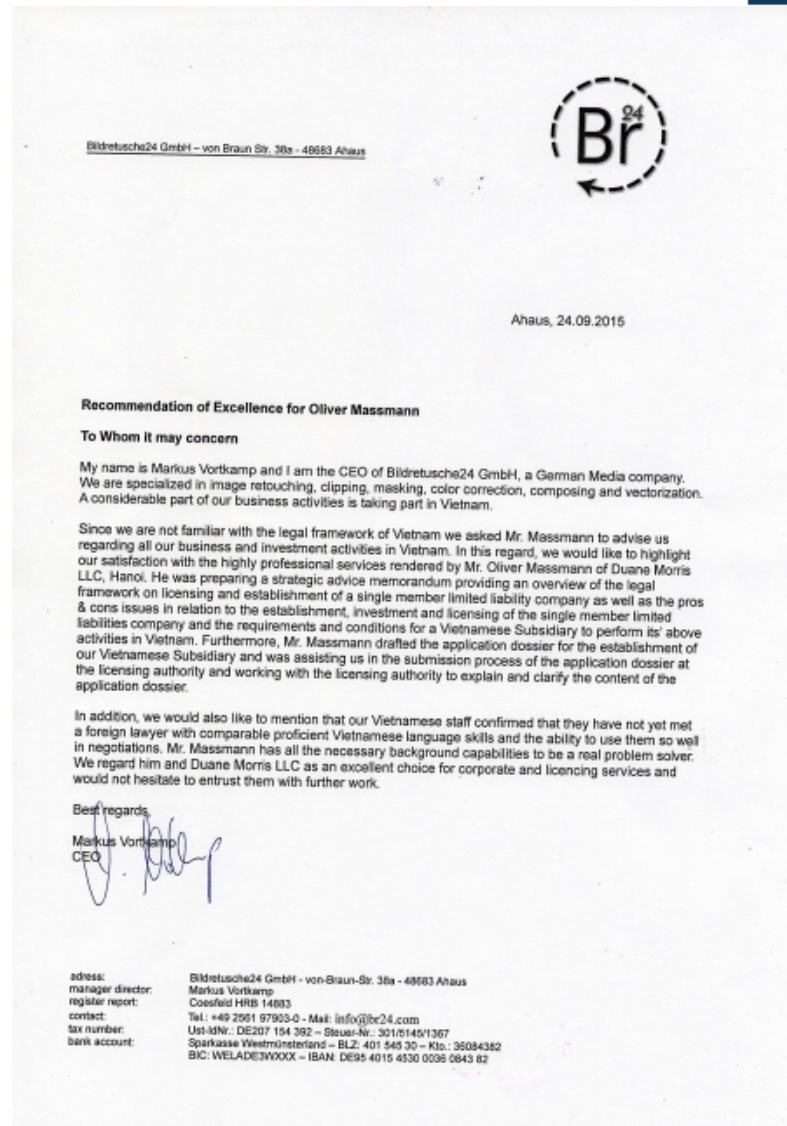 Bildretusche24 GmbH – von Braun Str. 38a - 48683 Ahaus
Br24
Ahaus, 24.09.2015
Recommendation of Excellence for Oliver Massmann
To Whom it may concern
My name is Markus Vortkamp and I am the CEO of Bildretusche24 GmbH, a German Media company.
We are specialized in image retouching, clipping, masking, color correction, composing and vectorization.
A considerable part of our business activities is taking part in Vietnam.
Since we are not familiar with the legal framework of Vietnam we asked Mr. Massmann to advise us
regarding all our business and investment activities in Vietnam. In this regard, we would like to highlight
our satisfaction with the highly professional services rendered by Mr. Oliver Massmann of Duane Morris
LLC, Hanoi. He was preparing a strategic advice memorandum providing an overview of the legal
framework on licensing and establishment of a single member limited liability company as well as the pros
& cons issues in relation to the establishment, investment and licensing of the single member limited
liabilities company and the requirements and conditions for a Vietnamese Subsidiary to perform its' above
activities in Vietnam. Furthermore, Mr. Massmann drafted the application dossier for the establishment of
our Vietnamese Subsidiary and was assisting us in the submission process of the application dossier at
the licensing authority and working with the licensing authority to explain and clarify the content of the
application dossier.
In addition, we would also like to mention that our Vietnamese staff confirmed that they have not yet met
a foreign lawyer with comparable proficient Vietnamese language skills and the ability to use them so well
in negotiations. Mr. Massmann has all the necessary background capabilities to be a real problem solver.
We regard him and Duane Morris LLC as an excellent choice for corporate and licencing services and
would not hesitate to entrust them with further work.
Best regards,
Markus Vortkamp
CEO
adress: Bildretusche24 GmbH - von-Braun-Str. 38a - 48683 Ahaus
manager director: Markus Vortkamp
register report: Coesfeld HRB 14883
contact: Tel.: +49 2561 97903-0 - Mail: info@br24.com
tax number: Ust-IdNr.: DE207 154 392 – Steuer-Nr.: 301/5145/1367
bank account: Sparkasse Westmünsterland – BLZ: 401 545 30 – Kto.: 36084382
BIC: WELADE3WXXX – IBAN: DE95 4015 4530 0036 0843 82